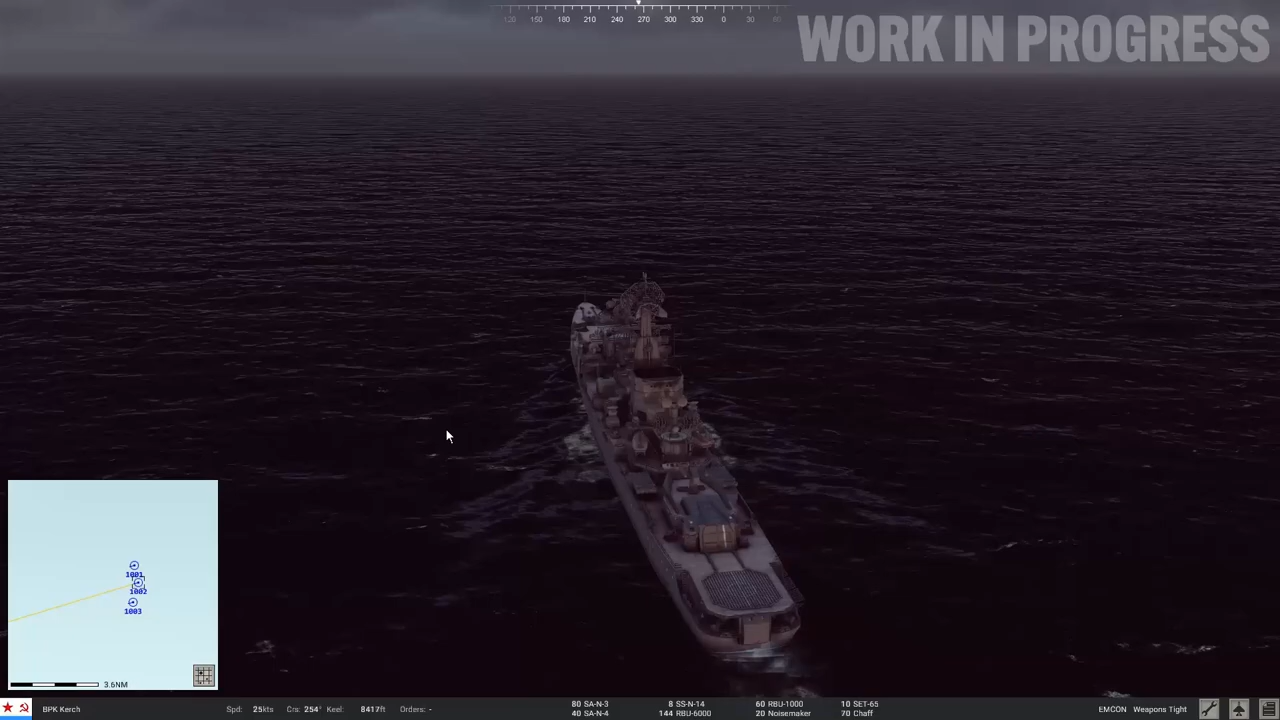 120 150 180 210 240 270 300 330 0 30 60
WORK IN PROGRESS
1001
1002
1003
3.6NM
BPK Kerch Spd: 25kts Crs: 254° Keel: 8417ft Orders: -
80 SA-N-3 8 SS-N-14 60 RBU-1000 10 SET-65
40 SA-N-4 144 RBU-6000 20 Noisemaker 70 Chaff
EMCON Weapons Tight